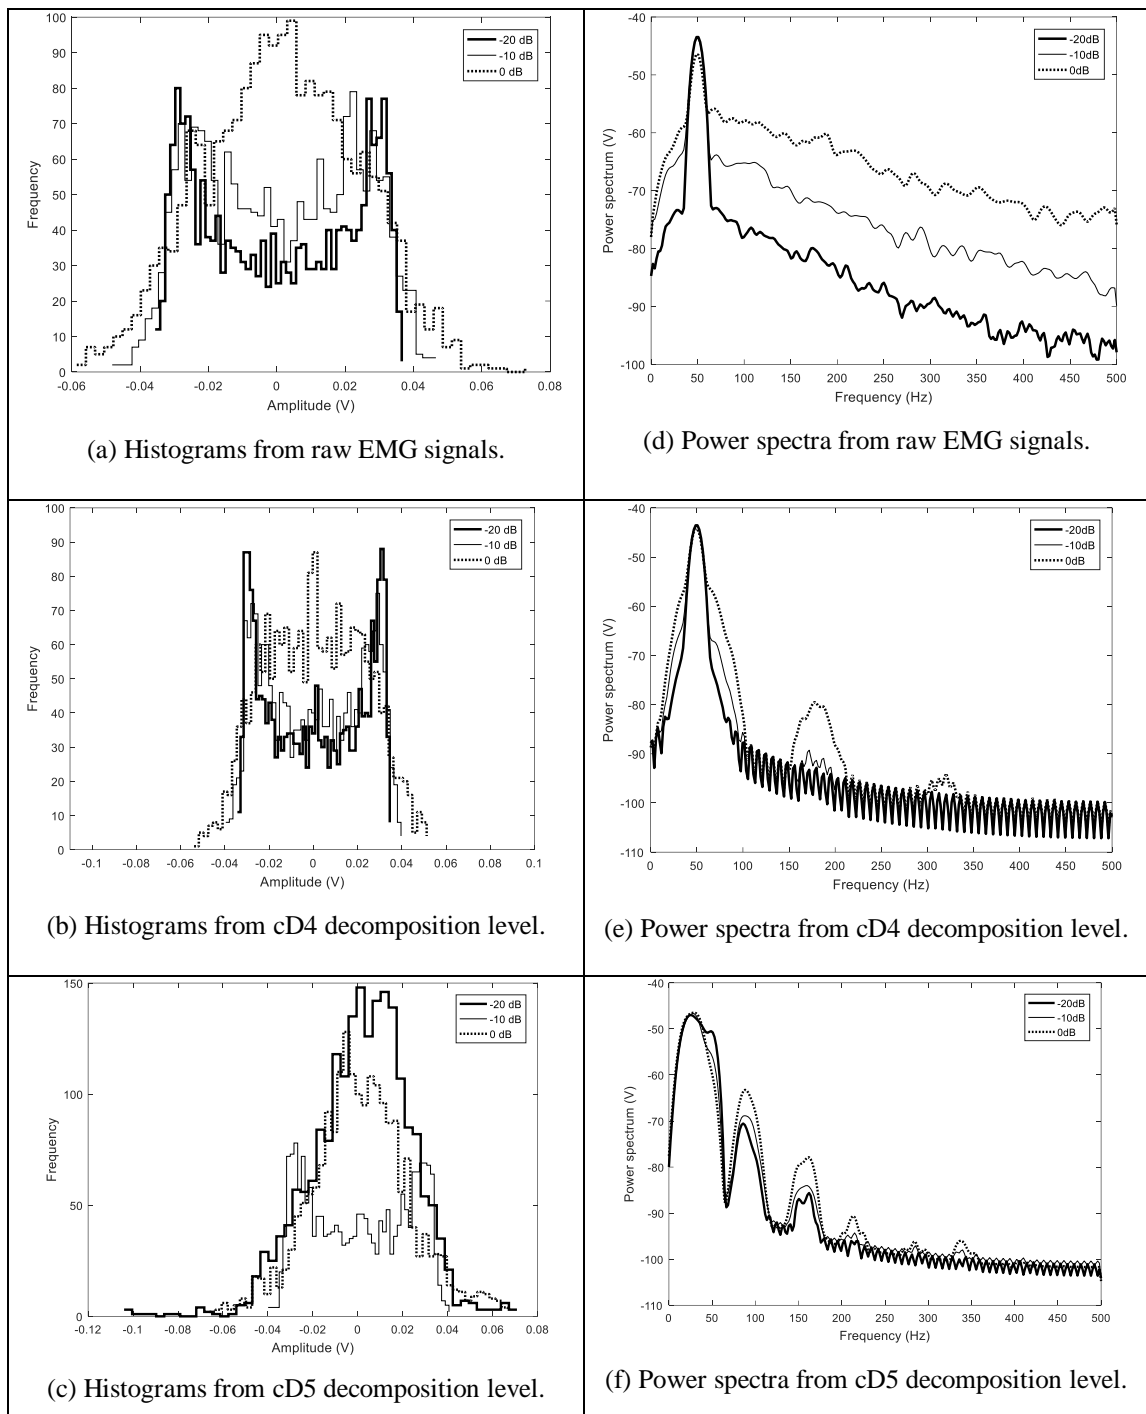 100
90
80
70
60
50
40
30
20
10
0
Frequency
-0.06 -0.04 -0.02 0 0.02 0.04 0.06 0.08
Amplitude (V)
-20 dB
-10 dB
0 dB
(a) Histograms from raw EMG signals.
-40
-50
-60
-70
-80
-90
-100
Power spectrum (V)
0 50 100 150 200 250 300 350 400 450 500
Frequency (Hz)
-20dB
-10dB
0dB
(d) Power spectra from raw EMG signals.
100
90
80
70
60
50
40
30
20
10
0
Frequency
-0.1 -0.08 -0.06 -0.04 -0.02 0 0.02 0.04 0.06 0.08 0.1
Amplitude (V)
-20 dB
-10 dB
0 dB
(b) Histograms from cD4 decomposition level.
-40
-50
-60
-70
-80
-90
-100
-110
Power spectrum (V)
0 50 100 150 200 250 300 350 400 450 500
Frequency (Hz)
-20dB
-10dB
0dB
(e) Power spectra from cD4 decomposition level.
150
100
50
0
Frequency
-0.12 -0.1 -0.08 -0.06 -0.04 -0.02 0 0.02 0.04 0.06 0.08
Amplitude (V)
-20 dB
-10 dB
0 dB
(c) Histograms from cD5 decomposition level.
-40
-50
-60
-70
-80
-90
-100
-110
Power spectrum (V)
0 50 100 150 200 250 300 350 400 450 500
Frequency (Hz)
-20dB
-10dB
0dB
(f) Power spectra from cD5 decomposition level.